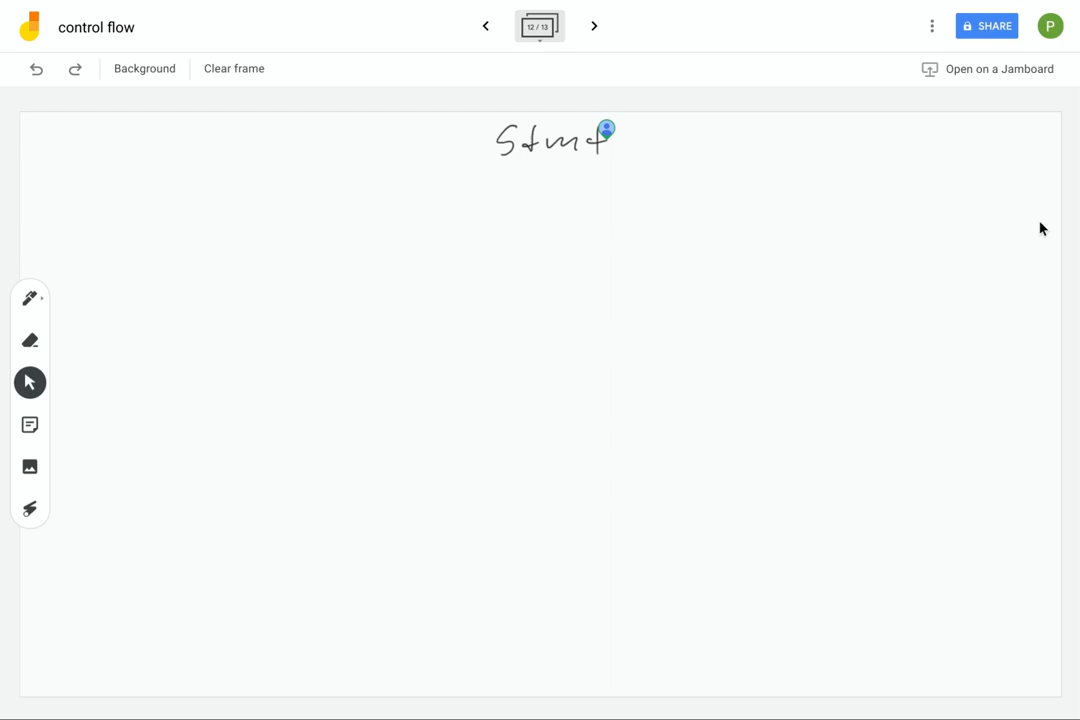 control flow
12 / 13
SHARE
P
Background
Clear frame
Open on a Jamboard
Stmt